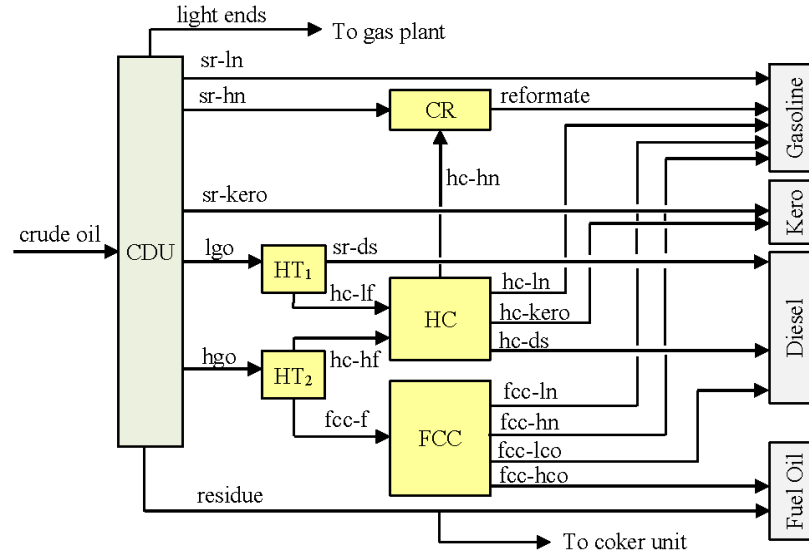 light ends
To gas plant
sr-ln
sr-hn
CR
reformate
Gasoline
hc-hn
sr-kero
Kero
crude oil
CDU
lgo
sr-ds
HT₁
hc-lf
HC
hc-ln
hc-kero
hc-ds
Diesel
hgo
HT₂
hc-hf
fcc-f
FCC
fcc-ln
fcc-hn
fcc-lco
fcc-hco
Fuel Oil
residue
To coker unit